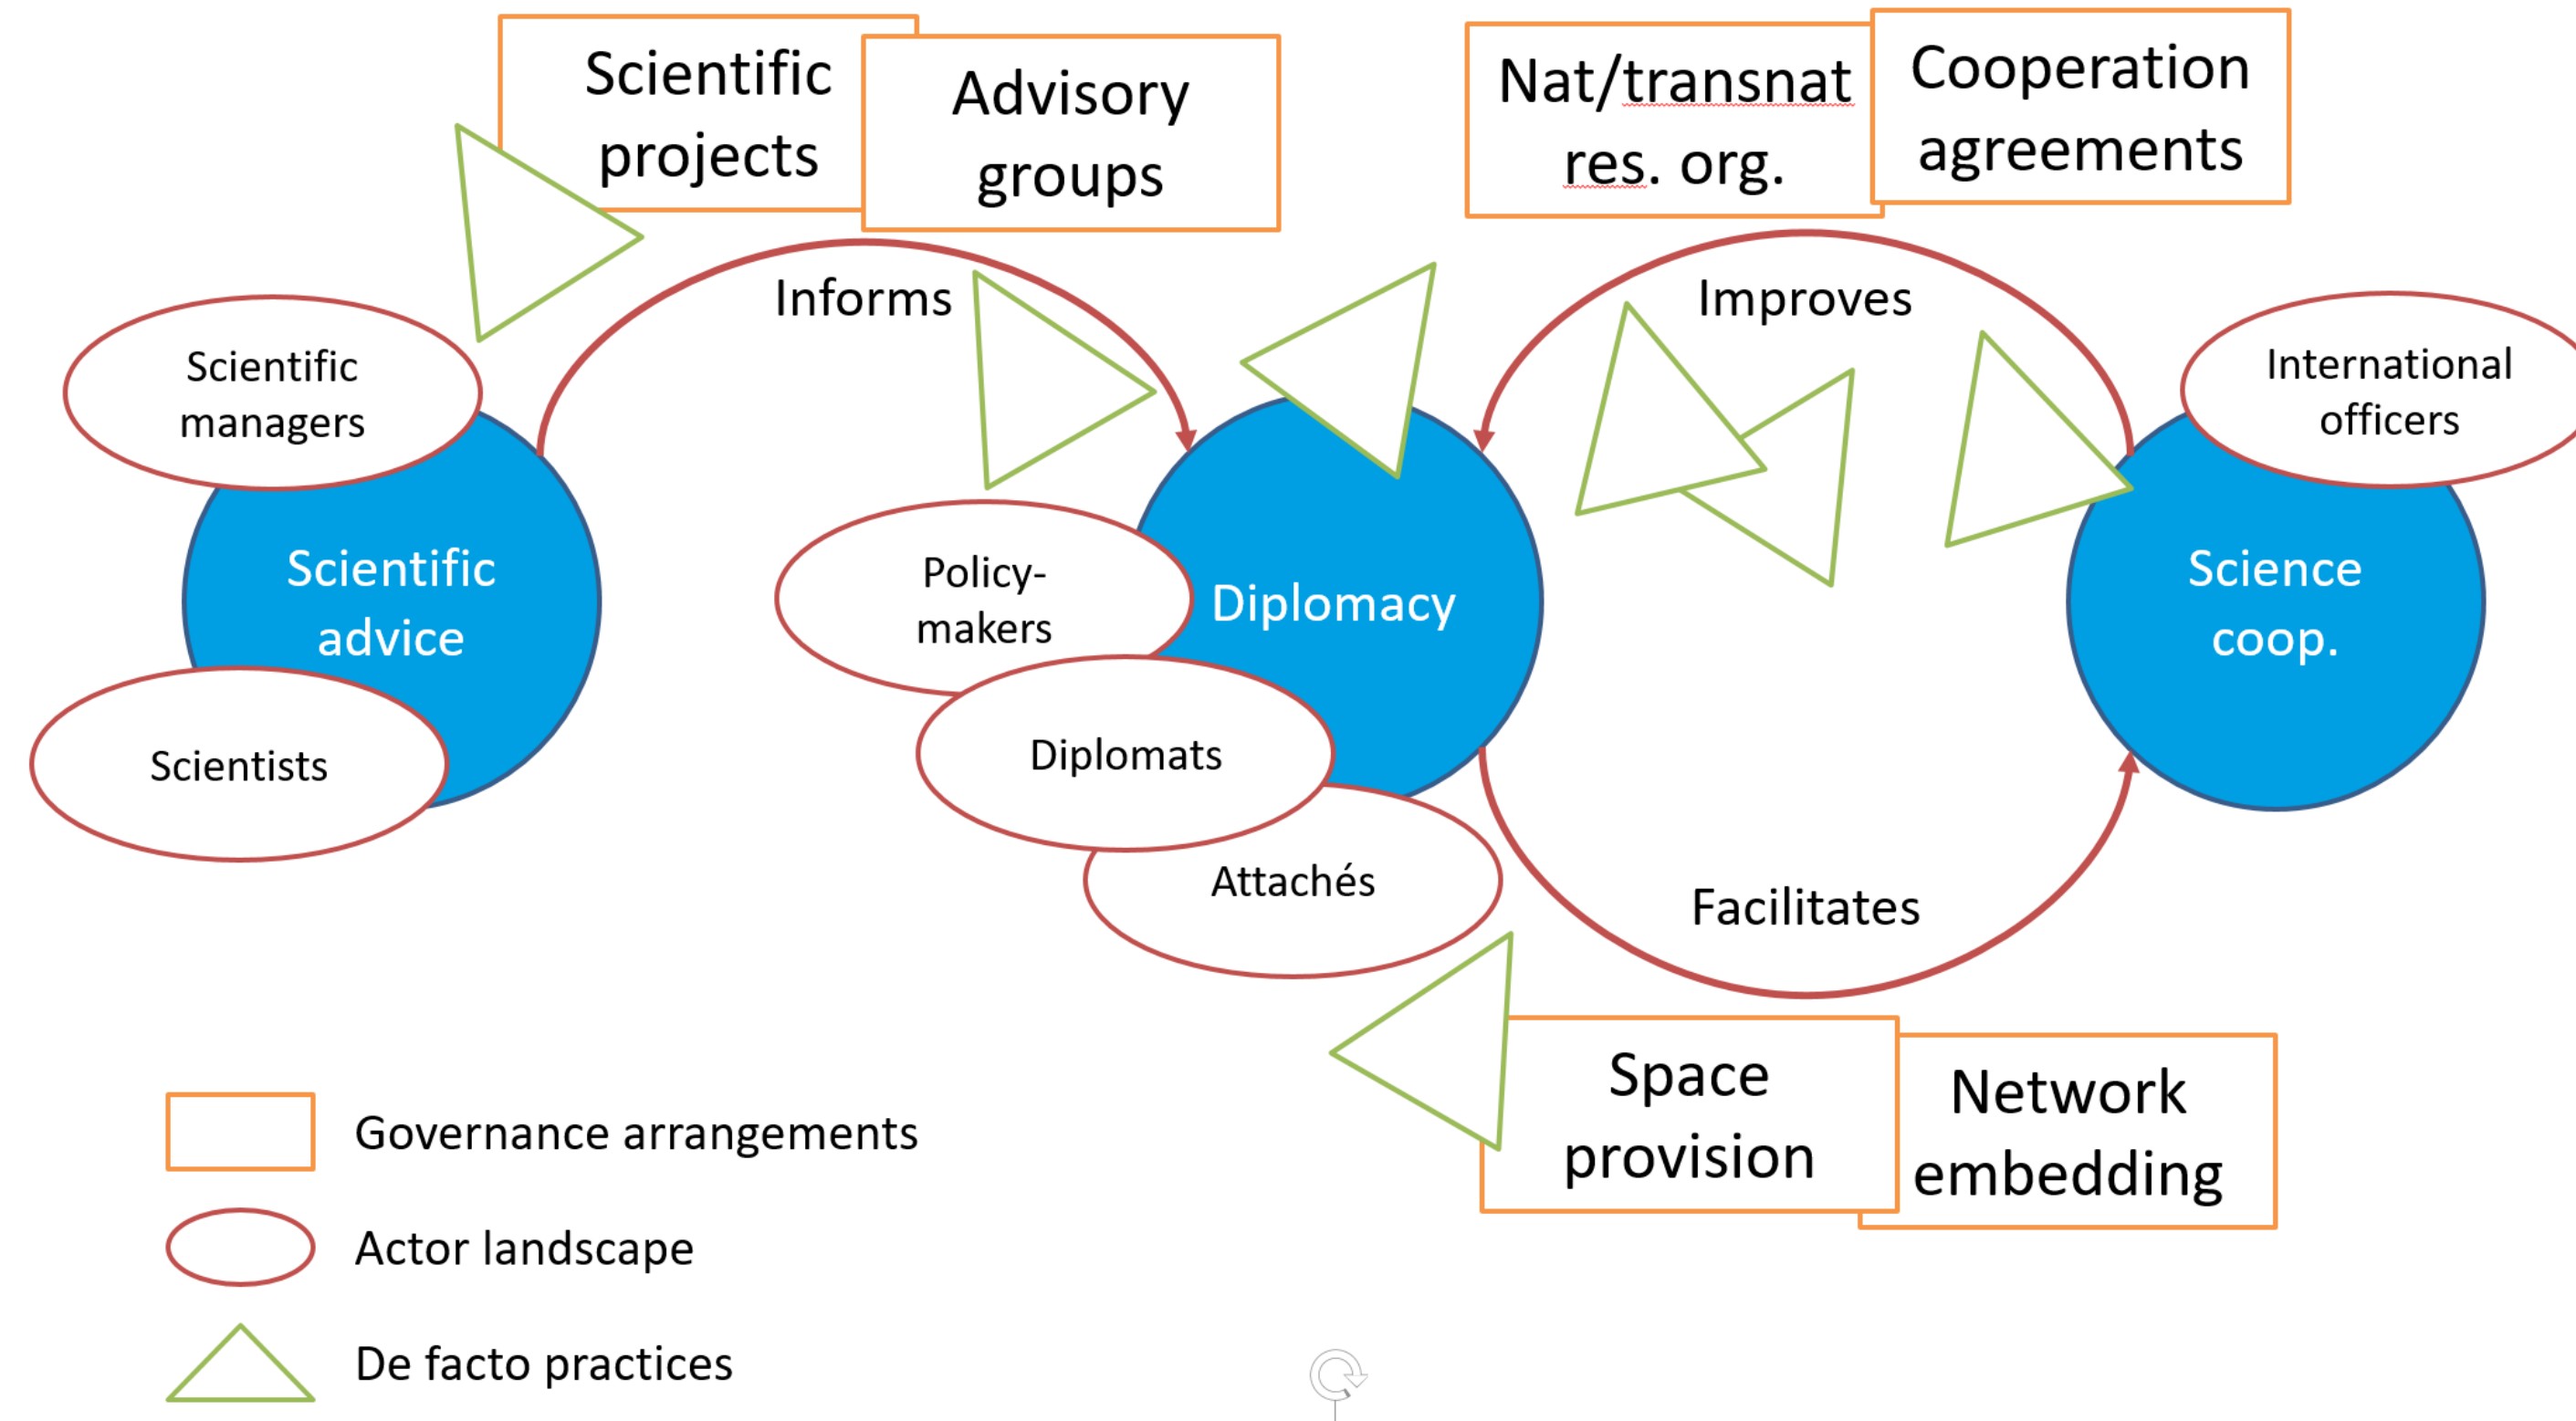 Scientific
projects
Advisory
groups
Nat/transnat
res. org.
Cooperation
agreements
Informs
Improves
Scientific
managers
International
officers
Scientific
advice
Policy-
makers
Diplomacy
Science
coop.
Scientists
Diplomats
Attachés
Facilitates
Space
provision
Network
embedding
Governance arrangements
Actor landscape
De facto practices